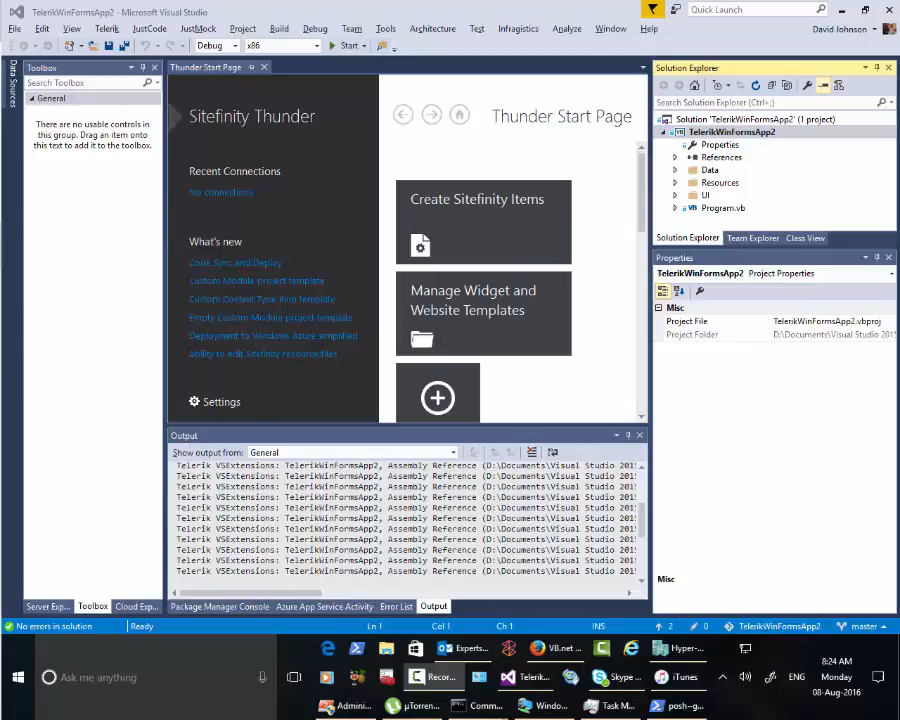 TelerikWinFormsApp2 - Microsoft Visual Studio
Quick Launch
File Edit View Telerik JustCode JustMock Project Build Debug Team Tools Architecture Test Infragistics Analyze Window Help
David Johnson
Debug x86 Start
Data Sources
Toolbox
Search Toolbox
General
There are no usable controls in
this group. Drag an item onto
this text to add it to the toolbox.
Server Exp... Toolbox Cloud Exp...
Thunder Start Page
Sitefinity Thunder
Recent Connections
No connections
What's new
Code Sync and Deploy
Custom Module project template
Custom Content Type item template
Empty Custom Module project template
Deployment to Windows Azure simplified
Ability to edit Sitefinity resource files
Settings
Thunder Start Page
Create Sitefinity Items
Manage Widget and
Website Templates
Output
Show output from: General
Telerik VSExtensions: TelerikWinFormsApp2, Assembly Reference (D:\Documents\Visual Studio 2015
Telerik VSExtensions: TelerikWinFormsApp2, Assembly Reference (D:\Documents\Visual Studio 2015
Telerik VSExtensions: TelerikWinFormsApp2, Assembly Reference (D:\Documents\Visual Studio 2015
Telerik VSExtensions: TelerikWinFormsApp2, Assembly Reference (D:\Documents\Visual Studio 2015
Telerik VSExtensions: TelerikWinFormsApp2, Assembly Reference (D:\Documents\Visual Studio 2015
Telerik VSExtensions: TelerikWinFormsApp2, Assembly Reference (D:\Documents\Visual Studio 2015
Telerik VSExtensions: TelerikWinFormsApp2, Assembly Reference (D:\Documents\Visual Studio 2015
Telerik VSExtensions: TelerikWinFormsApp2, Assembly Reference (D:\Documents\Visual Studio 2015
Telerik VSExtensions: TelerikWinFormsApp2, Assembly Reference (D:\Documents\Visual Studio 2015
Telerik VSExtensions: TelerikWinFormsApp2, Assembly Reference (D:\Documents\Visual Studio 2015
Telerik VSExtensions: TelerikWinFormsApp2, Assembly Reference (D:\Documents\Visual Studio 2015
Package Manager Console Azure App Service Activity Error List Output
Solution Explorer
Search Solution Explorer (Ctrl+;)
Solution 'TelerikWinFormsApp2' (1 project)
VB TelerikWinFormsApp2
Properties
References
Data
Resources
UI
VB Program.vb
Solution Explorer Team Explorer Class View
Properties
TelerikWinFormsApp2 Project Properties
Misc
Project File TelerikWinFormsApp2.vbproj
Project Folder D:\Documents\Visual Studio 2015
Misc
No errors in solution Ready Ln 1 Col 1 Ch 1 INS 2 0 TelerikWinFormsApp2 master
Experts... VB.net ... Hyper-...
Ask me anything Recor... Telerik... Skype ... iTunes ENG
Admini... µTorren... Comm... Windo... Task M... posh~g...
8:24 AM
Monday
08-Aug-2016